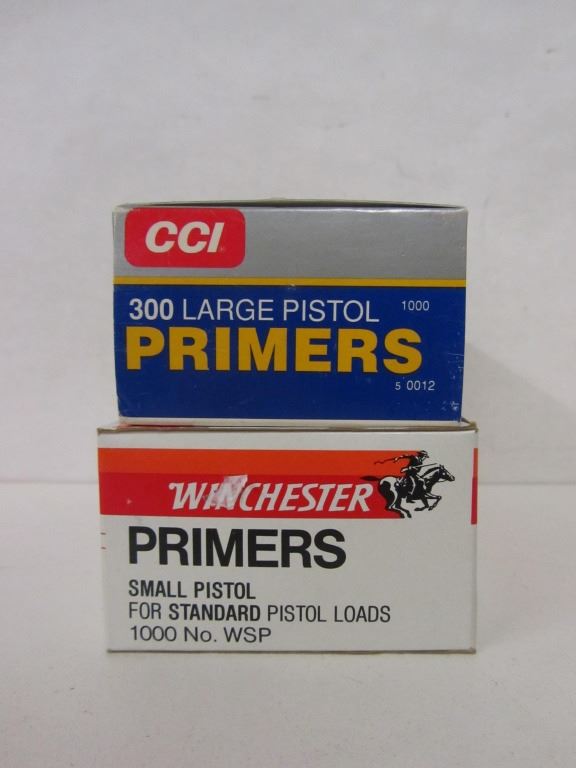 CCI
300 LARGE PISTOL 1000
PRIMERS
5 0012
WINCHESTER
PRIMERS
SMALL PISTOL
FOR STANDARD PISTOL LOADS
1000 No. WSP